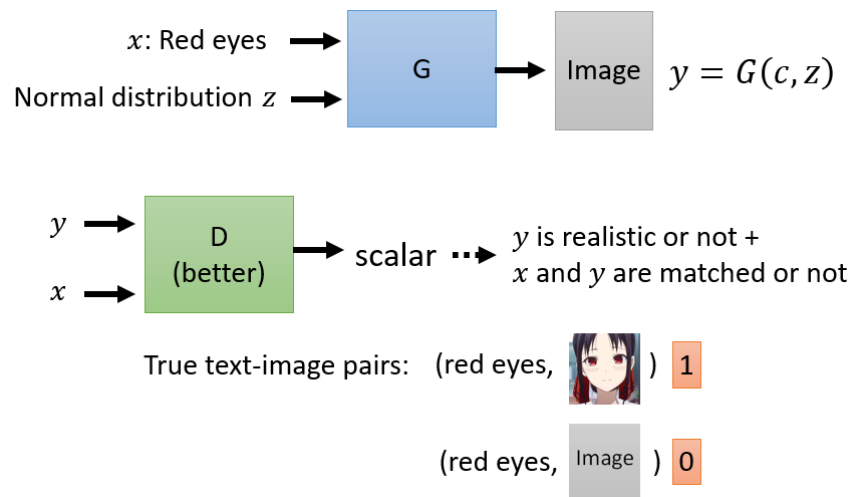 x: Red eyes
G
Image
y = G(c, z)
Normal distribution z
y
D
(better)
scalar
y is realistic or not +
x and y are matched or not
x
True text-image pairs: (red eyes, ) 1
(red eyes, Image ) 0